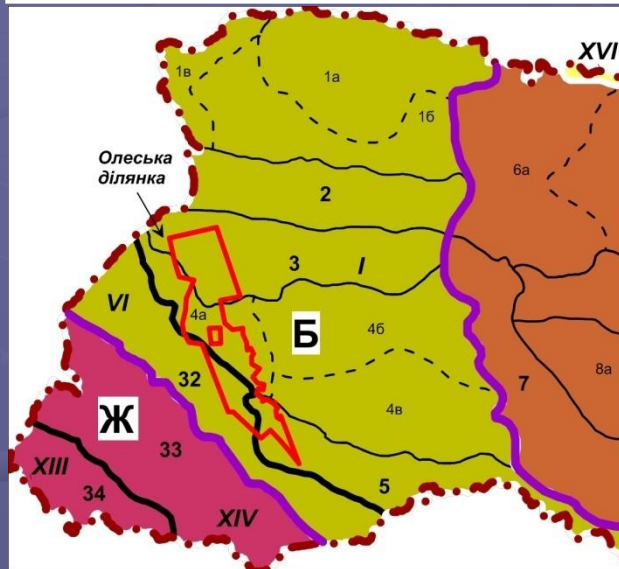 XVI
1в
1а
1б
6а
Олеська
ділянка
2
3
I
VI
4а
Б
4б
8а
7
32
Ж
4в
33
XIII
34
XIV
5